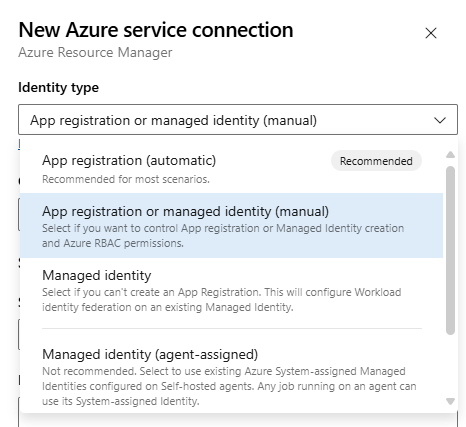 New Azure service connection
Azure Resource Manager
Identity type
App registration or managed identity (manual)
App registration (automatic)
Recommended
Recommended for most scenarios.
App registration or managed identity (manual)
Select if you want to control App registration or Managed Identity creation
and Azure RBAC permissions.
Managed identity
Select if you can't create an App Registration. This will configure Workload
identity federation on an existing Managed Identity.
Managed identity (agent-assigned)
Not recommended. Select to use existing Azure System-assigned Managed
Identities configured on Self-hosted agents. Any job running on an agent can
use its System-assigned Identity.